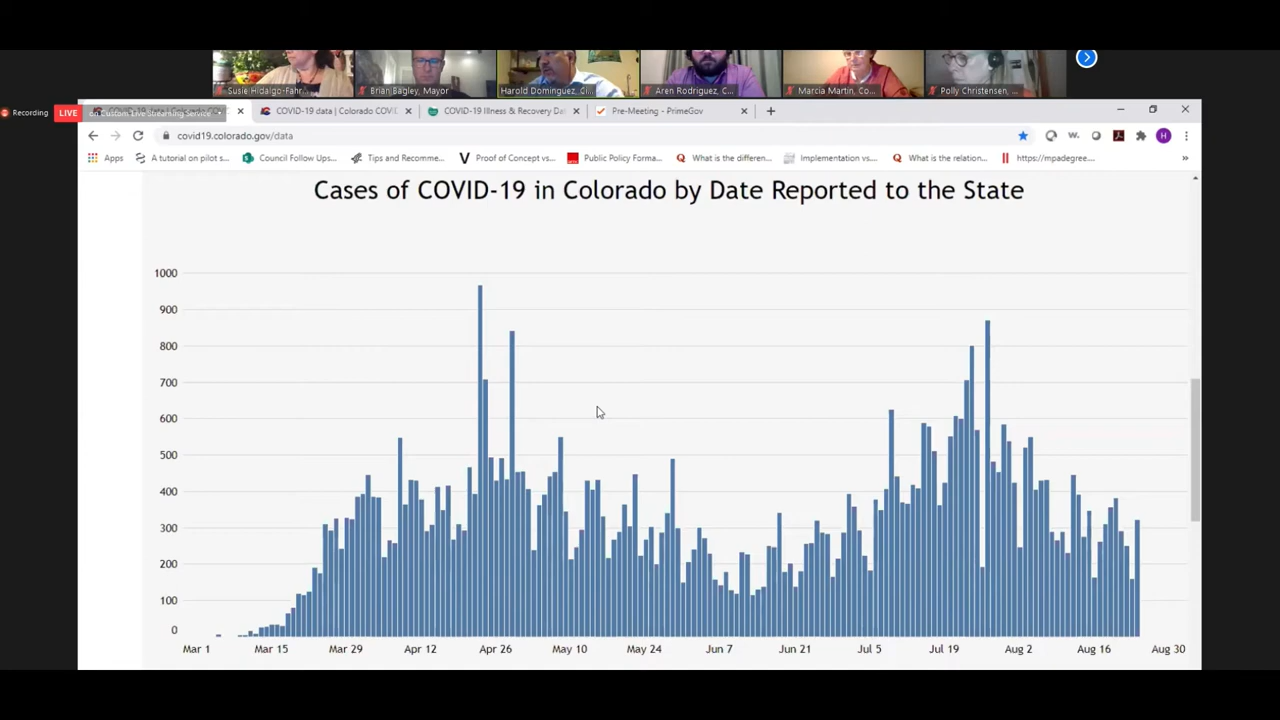 Susie Hidalgo-Fahr...
Brian Bagley, Mayor
Harold Dominguez, Ci...
Aren Rodriguez, C...
Marcia Martin, Co...
Polly Christensen, ...
Recording
LIVE
on Custom Live Streaming Service
COVID-19 data | Colorado COVI
COVID-19 Illness & Recovery Da
Pre-Meeting - PrimeGov
covid19.colorado.gov/data
Apps
A tutorial on pilot s...
Council Follow Ups...
Tips and Recomme...
Proof of Concept vs...
Public Policy Forma...
What is the differen...
Implementation vs...
What is the relation...
https://mpadegree....
Cases of COVID-19 in Colorado by Date Reported to the State
1000
900
800
700
600
500
400
300
200
100
0
Mar 1
Mar 15
Mar 29
Apr 12
Apr 26
May 10
May 24
Jun 7
Jun 21
Jul 5
Jul 19
Aug 2
Aug 16
Aug 30